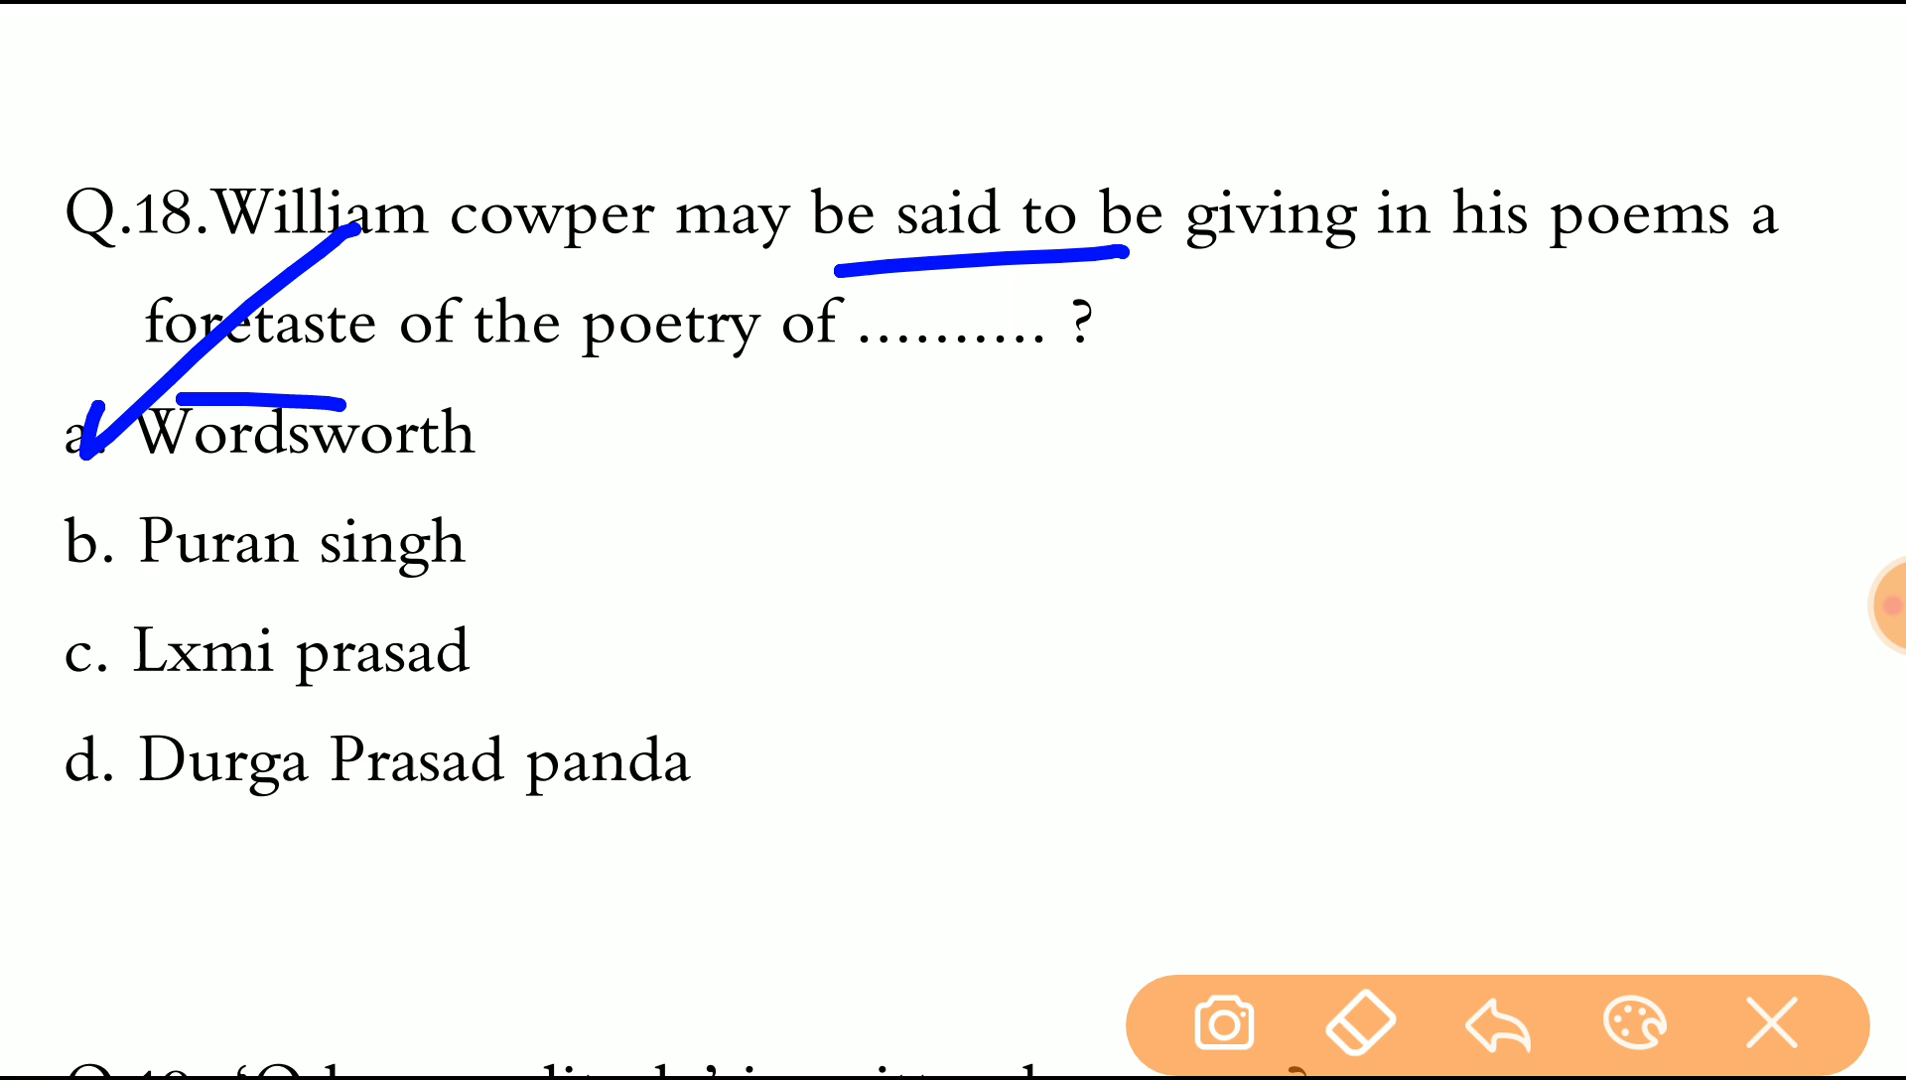 Q.18.William cowper may be said to be giving in his poems a
foretaste of the poetry of .......... ?
a. Wordsworth
b. Puran singh
c. Lxmi prasad
d. Durga Prasad panda